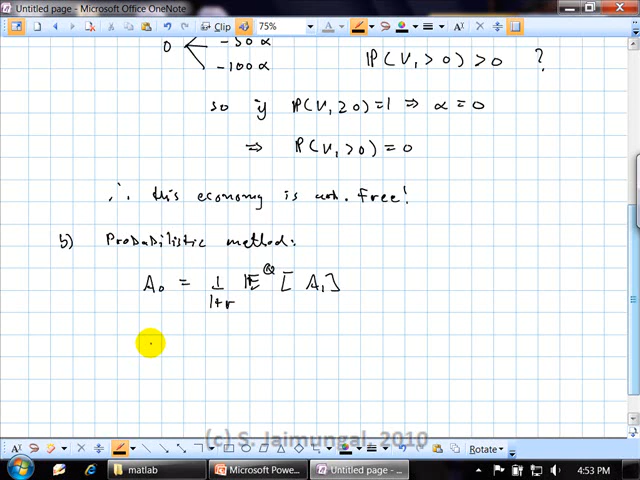 Untitled page - Microsoft Office OneNote
Clip 75%
0 -50α
-100α
ℙ(V₁ > 0) > 0 ?
so if ℙ(V₁ ≥ 0) = 1 ⇒ α = 0
⇒ ℙ(V₁ > 0) = 0
∴ this economy is arb. free!
b) Probabilistic method:
A₀ = 1/(1+r) 𝔼^ℚ [ A₁ ]
(c) S. Jaimungal, 2010
Rotate
matlab Microsoft Powe... Untitled page - Micr... 4:53 PM